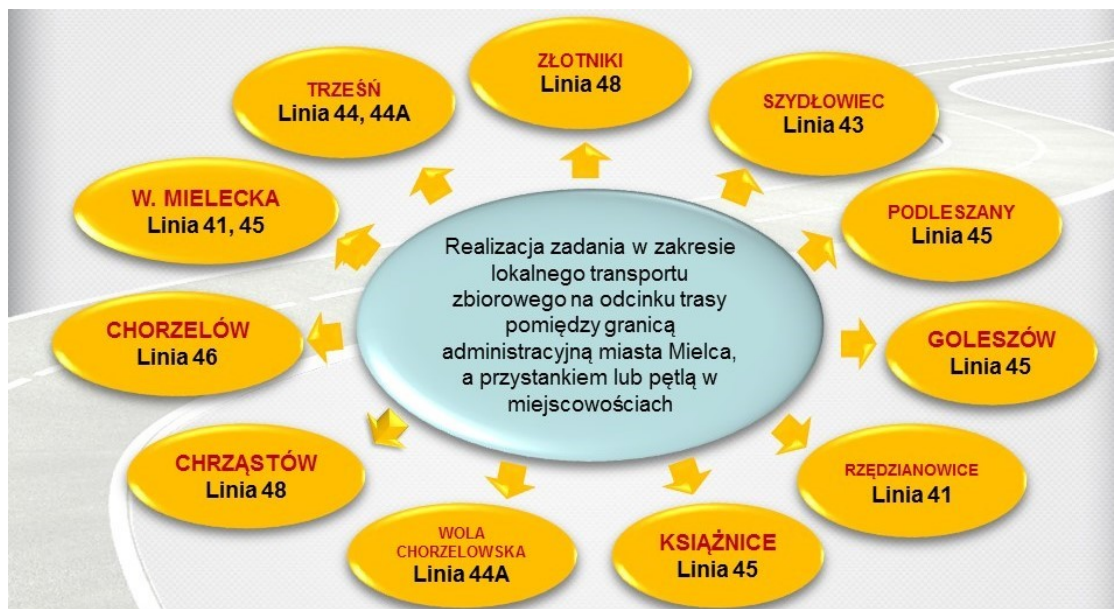 ZŁOTNIKI
Linia 48
TRZEŚŃ
Linia 44, 44A
SZYDŁOWIEC
Linia 43
W. MIELECKA
Linia 41, 45
PODLESZANY
Linia 45
Realizacja zadania w zakresie
lokalnego transportu
zbiorowego na odcinku trasy
pomiędzy granicą
administracyjną miasta Mielca,
a przystankiem lub pętlą w
miejscowościach
CHORZELÓW
Linia 46
GOLESZÓW
Linia 45
CHRZĄSTÓW
Linia 48
RZĘDZIANOWICE
Linia 41
WOLA
CHORZELOWSKA
Linia 44A
KSIĄŻNICE
Linia 45